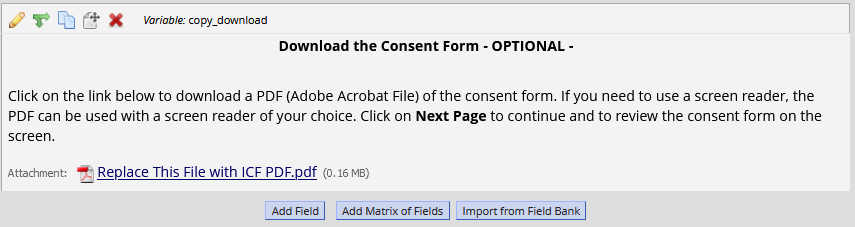 Variable: copy_download
Download the Consent Form - OPTIONAL -
Click on the link below to download a PDF (Adobe Acrobat File) of the consent form. If you need to use a screen reader, the
PDF can be used with a screen reader of your choice. Click on Next Page to continue and to review the consent form on the
screen.
Attachment: Replace This File with ICF PDF.pdf (0.16 MB)
Add Field Add Matrix of Fields Import from Field Bank